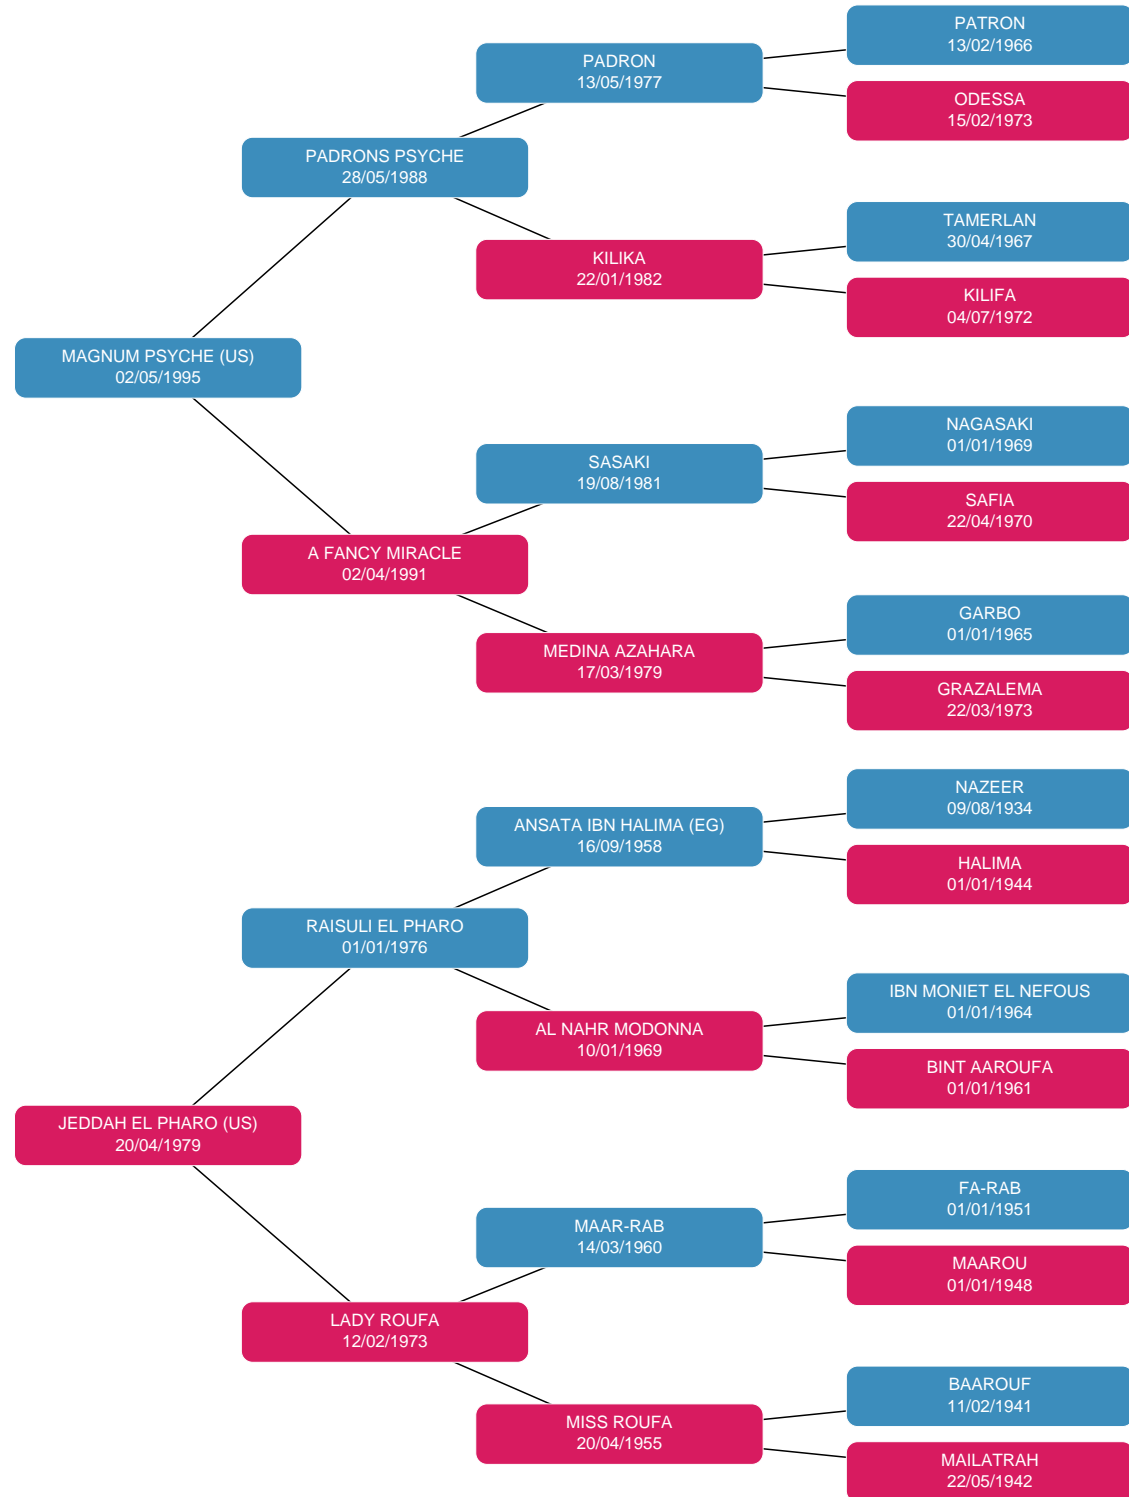 PATRON
13/02/1966
PADRON
13/05/1977
ODESSA
15/02/1973
PADRONS PSYCHE
28/05/1988
TAMERLAN
30/04/1967
KILIKA
22/01/1982
KILIFA
04/07/1972
MAGNUM PSYCHE (US)
02/05/1995
NAGASAKI
01/01/1969
SASAKI
19/08/1981
SAFIA
22/04/1970
A FANCY MIRACLE
02/04/1991
GARBO
01/01/1965
MEDINA AZAHARA
17/03/1979
GRAZALEMA
22/03/1973
NAZEER
09/08/1934
ANSATA IBN HALIMA (EG)
16/09/1958
HALIMA
01/01/1944
RAISULI EL PHARO
01/01/1976
IBN MONIET EL NEFOUS
01/01/1964
AL NAHR MODONNA
10/01/1969
BINT AAROUFA
01/01/1961
JEDDAH EL PHARO (US)
20/04/1979
FA-RAB
01/01/1951
MAAR-RAB
14/03/1960
MAAROU
01/01/1948
LADY ROUFA
12/02/1973
BAAROUF
11/02/1941
MISS ROUFA
20/04/1955
MAILATRAH
22/05/1942